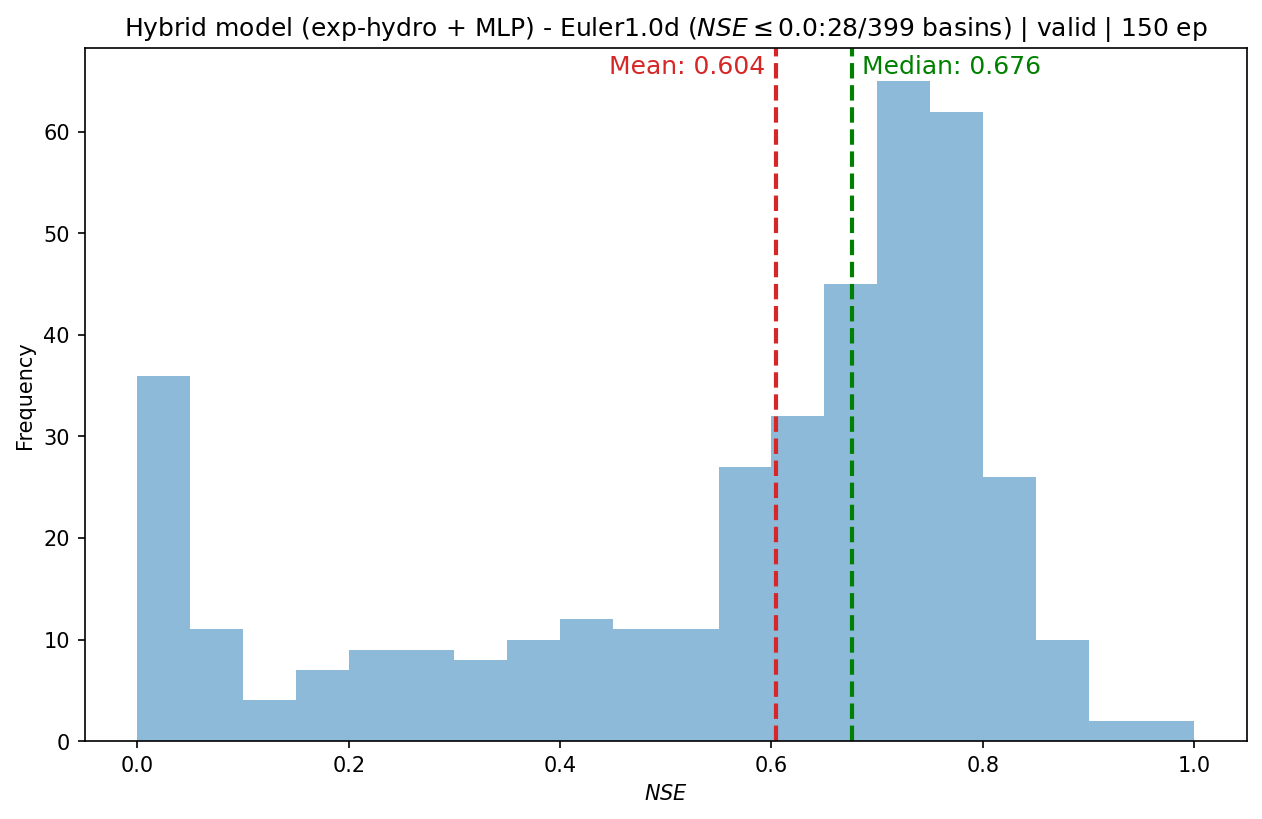 Hybrid model (exp-hydro + MLP) - Euler1.0d (NSE ≤ 0.0:28/399 basins) | valid | 150 ep
Mean: 0.604
Median: 0.676
60
50
40
30
20
10
0
Frequency
0.0
0.2
0.4
0.6
0.8
1.0
NSE